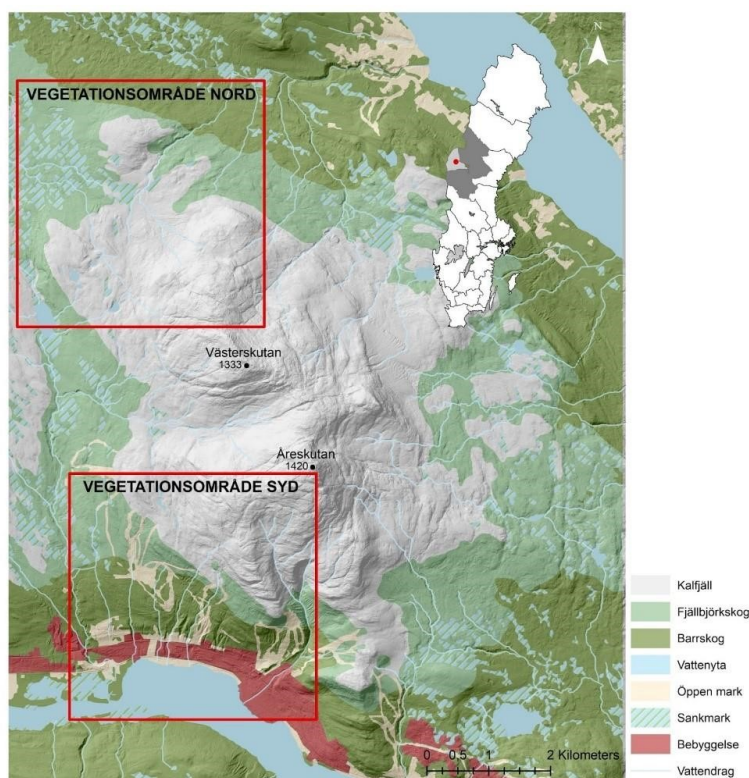 N
VEGETATIONSOMRÅDE NORD
Västerskutan
1333
Åreskutan
1420
VEGETATIONSOMRÅDE SYD
Kalfjäll
Fjällbjörkskog
Barrskog
Vattenyta
Öppen mark
Sankmark
Bebyggelse
Vattendrag
0 0,5 1 2 Kilometers